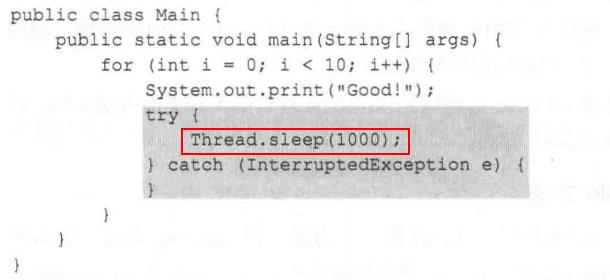 public class Main {
public static void main(String[] args) {
for (int i = 0; i < 10; i++) {
System.out.print("Good!");
try {
Thread.sleep(1000);
} catch (InterruptedException e) {
}
}
}
}